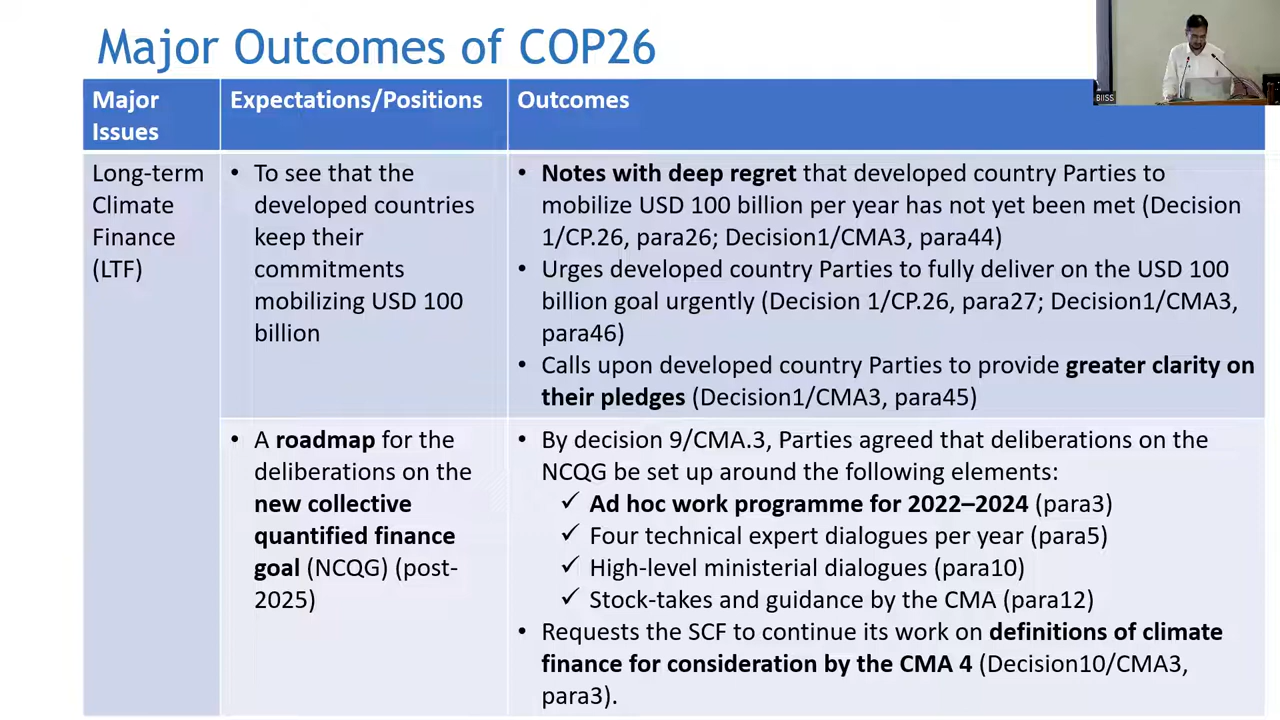 Major Outcomes of COP26
BIISS
Major
Issues
Expectations/Positions
Outcomes
Long-term
Climate
Finance
(LTF)
• To see that the
developed countries
keep their
commitments
mobilizing USD 100
billion
• Notes with deep regret that developed country Parties to
mobilize USD 100 billion per year has not yet been met (Decision
1/CP.26, para26; Decision1/CMA3, para44)
• Urges developed country Parties to fully deliver on the USD 100
billion goal urgently (Decision 1/CP.26, para27; Decision1/CMA3,
para46)
• Calls upon developed country Parties to provide greater clarity on
their pledges (Decision1/CMA3, para45)
• A roadmap for the
deliberations on the
new collective
quantified finance
goal (NCQG) (post-
2025)
• By decision 9/CMA.3, Parties agreed that deliberations on the
NCQG be set up around the following elements:
✓ Ad hoc work programme for 2022–2024 (para3)
✓ Four technical expert dialogues per year (para5)
✓ High-level ministerial dialogues (para10)
✓ Stock-takes and guidance by the CMA (para12)
• Requests the SCF to continue its work on definitions of climate
finance for consideration by the CMA 4 (Decision10/CMA3,
para3).